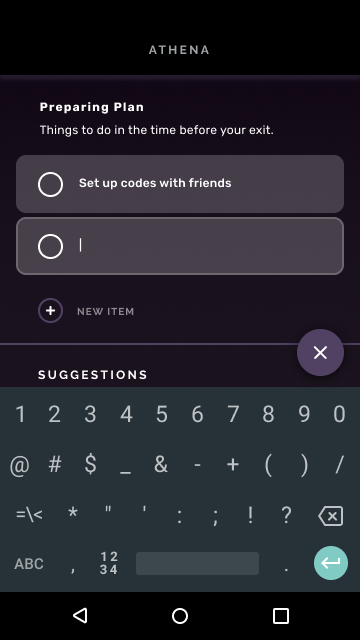 ATHENA
Preparing Plan
Things to do in the time before your exit.
Set up codes with friends
NEW ITEM
SUGGESTIONS
1 2 3 4 5 6 7 8 9 0
@ # $ _ & - + ( ) /
=\< * " ' : ; ! ?
ABC , 12 34 .